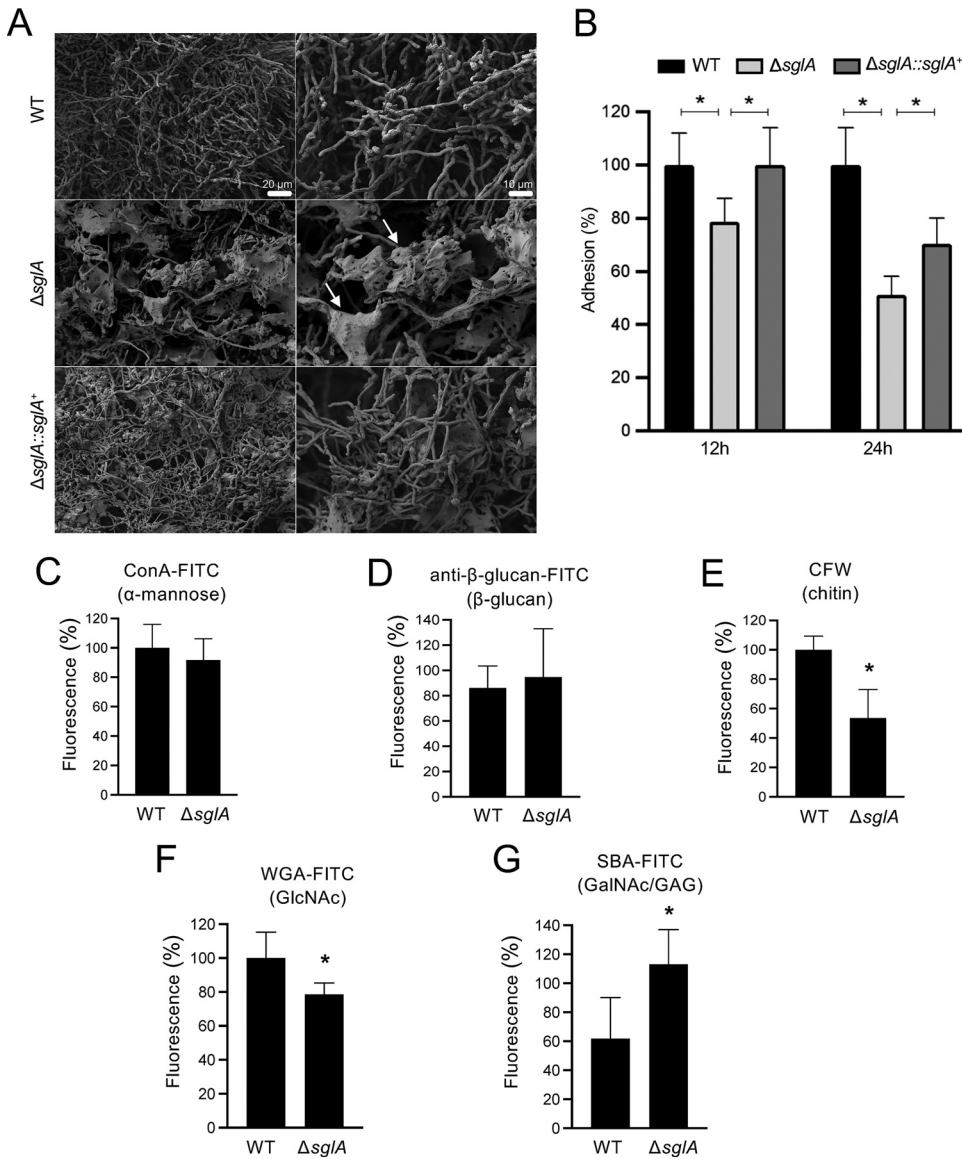 A
WT
20 µm
10 µm
ΔsglA
ΔsglA::sglA⁺
B
WT ΔsglA ΔsglA::sglA⁺
* * * *
Adhesion (%)
120
100
80
60
40
20
0
12h 24h
C
ConA-FITC
(α-mannose)
Fluorescence (%)
120
100
80
60
40
20
0
WT ΔsglA
D
anti-β-glucan-FITC
(β-glucan)
Fluorescence (%)
140
120
100
80
60
40
20
0
WT ΔsglA
E
CFW
(chitin)
Fluorescence (%)
120
100
80
60
40
20
0
*
WT ΔsglA
F
WGA-FITC
(GlcNAc)
Fluorescence (%)
120
100
80
60
40
20
0
*
WT ΔsglA
G
SBA-FITC
(GalNAc/GAG)
Fluorescence (%)
140
120
100
80
60
40
20
0
*
WT ΔsglA